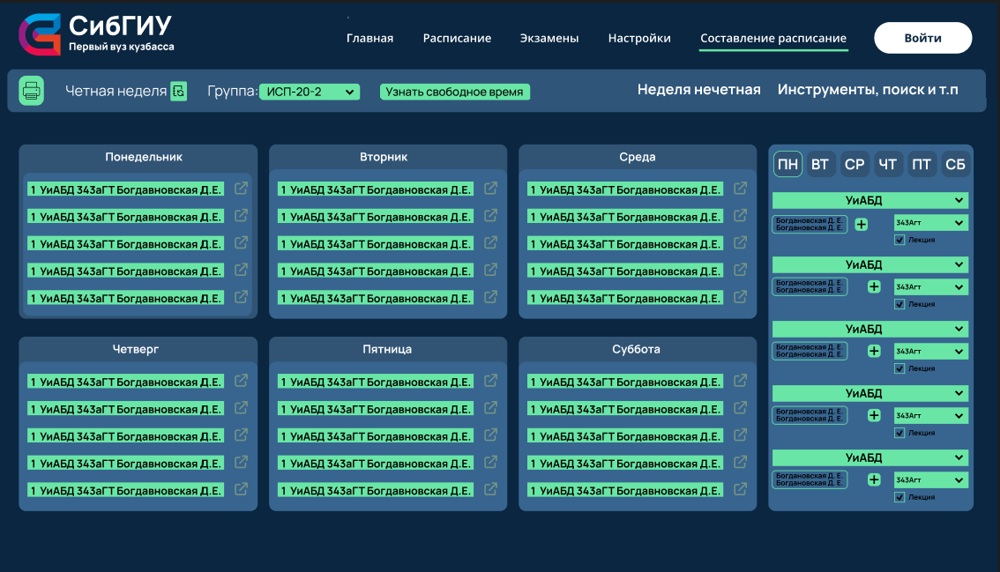 СибГИУ
Первый вуз кузбасса
Главная
Расписание
Экзамены
Настройки
Составление расписание
Войти
Четная неделя
Группа:
ИСП-20-2
Узнать свободное время
Неделя нечетная
Инструменты, поиск и т.п
Понедельник
1 УиАБД 343аГТ Богдавновская Д.Е.
1 УиАБД 343аГТ Богдавновская Д.Е.
1 УиАБД 343аГТ Богдавновская Д.Е.
1 УиАБД 343аГТ Богдавновская Д.Е.
1 УиАБД 343аГТ Богдавновская Д.Е.
Вторник
1 УиАБД 343аГТ Богдавновская Д.Е.
1 УиАБД 343аГТ Богдавновская Д.Е.
1 УиАБД 343аГТ Богдавновская Д.Е.
1 УиАБД 343аГТ Богдавновская Д.Е.
1 УиАБД 343аГТ Богдавновская Д.Е.
Среда
1 УиАБД 343аГТ Богдавновская Д.Е.
1 УиАБД 343аГТ Богдавновская Д.Е.
1 УиАБД 343аГТ Богдавновская Д.Е.
1 УиАБД 343аГТ Богдавновская Д.Е.
1 УиАБД 343аГТ Богдавновская Д.Е.
Четверг
1 УиАБД 343аГТ Богдавновская Д.Е.
1 УиАБД 343аГТ Богдавновская Д.Е.
1 УиАБД 343аГТ Богдавновская Д.Е.
1 УиАБД 343аГТ Богдавновская Д.Е.
1 УиАБД 343аГТ Богдавновская Д.Е.
Пятница
1 УиАБД 343аГТ Богдавновская Д.Е.
1 УиАБД 343аГТ Богдавновская Д.Е.
1 УиАБД 343аГТ Богдавновская Д.Е.
1 УиАБД 343аГТ Богдавновская Д.Е.
1 УиАБД 343аГТ Богдавновская Д.Е.
Суббота
1 УиАБД 343аГТ Богдавновская Д.Е.
1 УиАБД 343аГТ Богдавновская Д.Е.
1 УиАБД 343аГТ Богдавновская Д.Е.
1 УиАБД 343аГТ Богдавновская Д.Е.
1 УиАБД 343аГТ Богдавновская Д.Е.
ПН ВТ СР ЧТ ПТ СБ
УиАБД
Богдановская Д. Е.
Богдановская Д. Е.
343Агт
Лекция
УиАБД
Богдановская Д. Е.
Богдановская Д. Е.
343Агт
Лекция
УиАБД
Богдановская Д. Е.
Богдановская Д. Е.
343Агт
Лекция
УиАБД
Богдановская Д. Е.
Богдановская Д. Е.
343Агт
Лекция
УиАБД
Богдановская Д. Е.
Богдановская Д. Е.
343Агт
Лекция